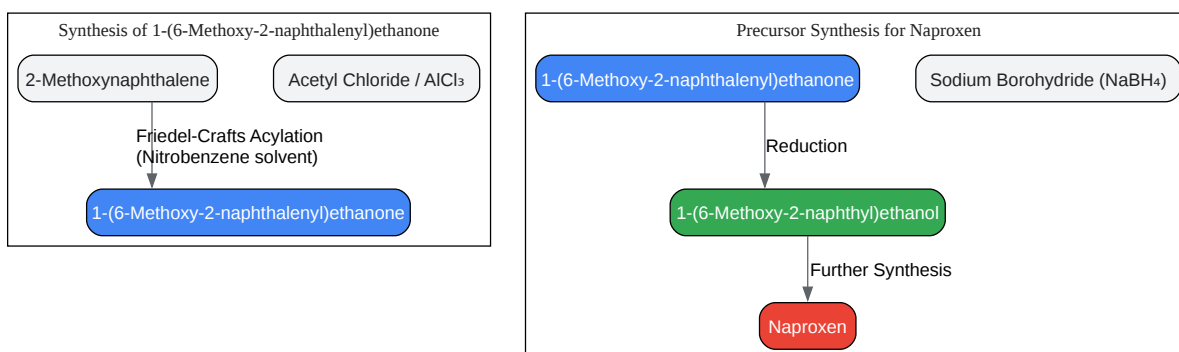 Synthesis of 1-(6-Methoxy-2-naphthalenyl)ethanone
2-Methoxynaphthalene
Acetyl Chloride / AlCl₃
Friedel-Crafts Acylation
(Nitrobenzene solvent)
1-(6-Methoxy-2-naphthalenyl)ethanone
Precursor Synthesis for Naproxen
1-(6-Methoxy-2-naphthalenyl)ethanone
Sodium Borohydride (NaBH₄)
Reduction
1-(6-Methoxy-2-naphthyl)ethanol
Further Synthesis
Naproxen